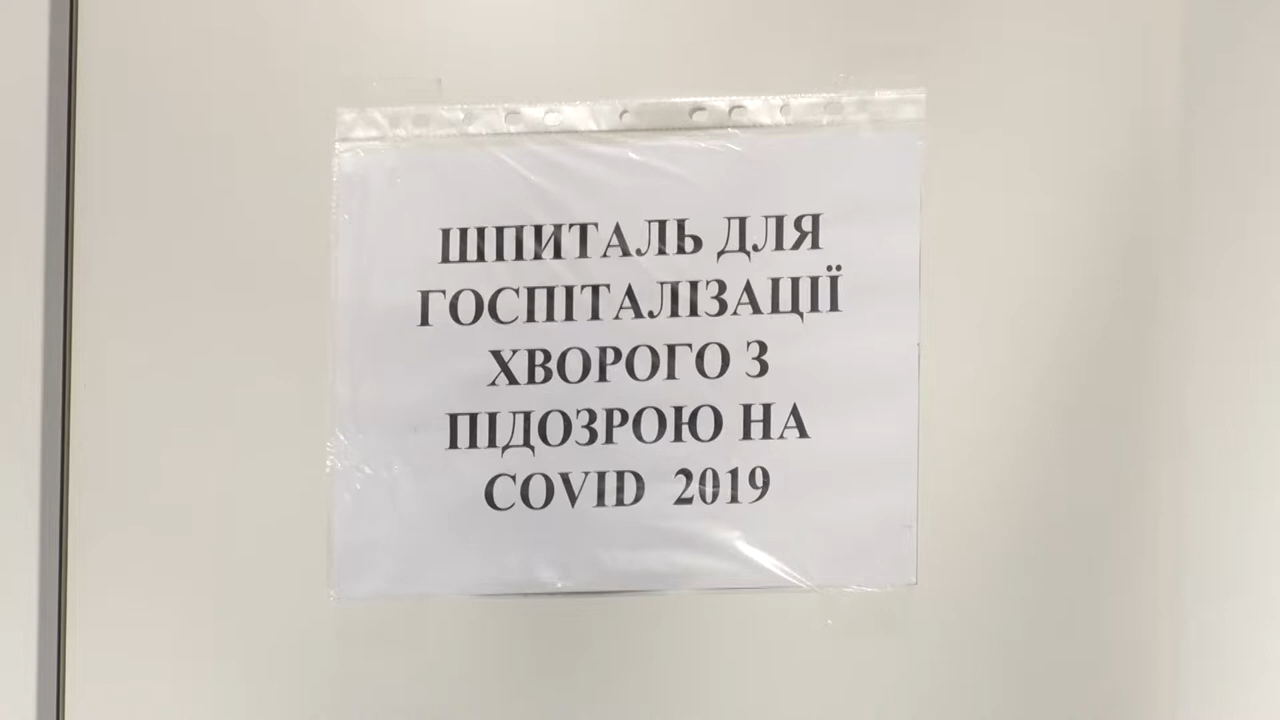 ШПИТАЛЬ ДЛЯ
ГОСПІТАЛІЗАЦІЇ
ХВОРОГО З
ПІДОЗРОЮ НА
COVID 2019